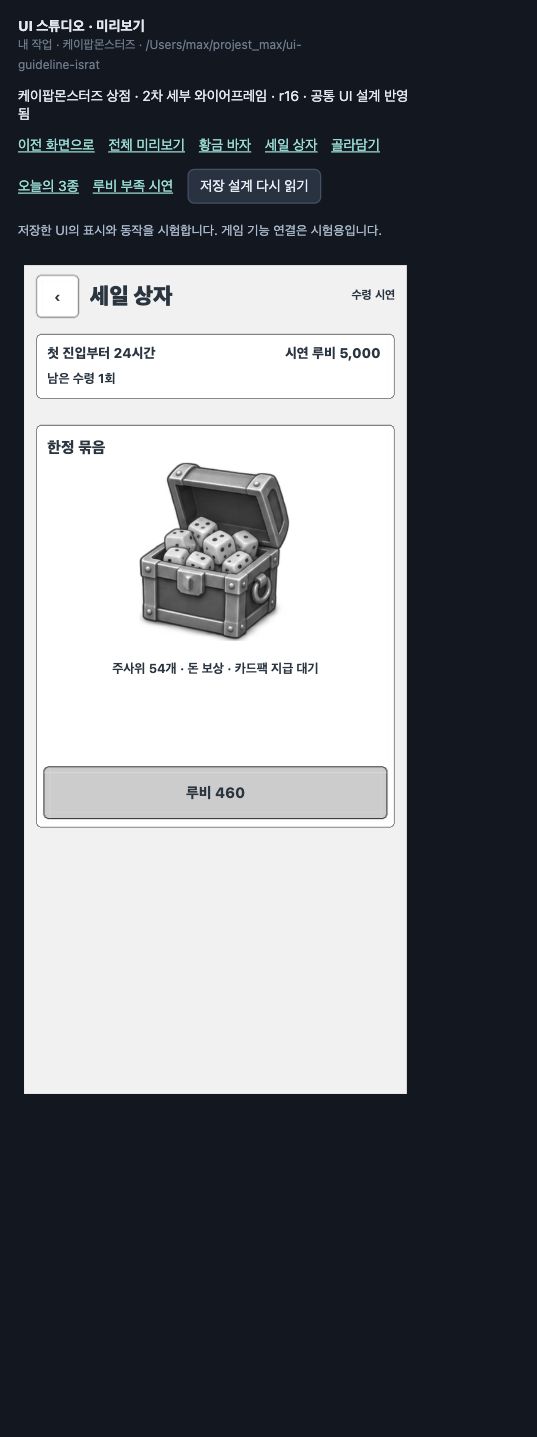 UI 스튜디오 · 미리보기
내 작업 · 케이팝몬스터즈 · /Users/max/projest_max/ui-
guideline-israt
케이팝몬스터즈 상점 · 2차 세부 와이어프레임 · r16 · 공통 UI 설계 반영
됨
이전 화면으로 전체 미리보기 황금 바자 세일 상자 골라담기
오늘의 3종 루비 부족 시연 저장 설계 다시 읽기
저장한 UI의 표시와 동작을 시험합니다. 게임 기능 연결은 시험용입니다.
‹ 세일 상자 수령 시연
첫 진입부터 24시간 시연 루비 5,000
남은 수령 1회
한정 묶음
주사위 54개 · 돈 보상 · 카드팩 지급 대기
루비 460